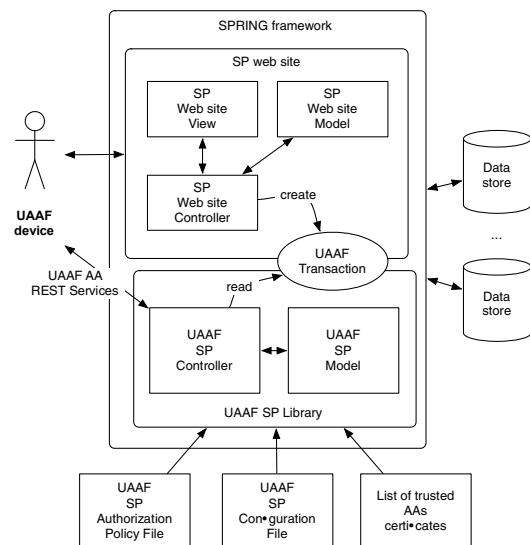 SPRING framework
SP web site
SP
Web site
View
SP
Web site
Model
SP
Web site
Controller
create
UAAF
Transaction
UAAF
device
UAAF AA
REST Services
read
UAAF
SP
Controller
UAAF
SP
Model
UAAF SP Library
Data
store
...
Data
store
UAAF
SP
Authorization
Policy File
UAAF
SP
Con•guration
File
List of trusted
AAs
certi•cates